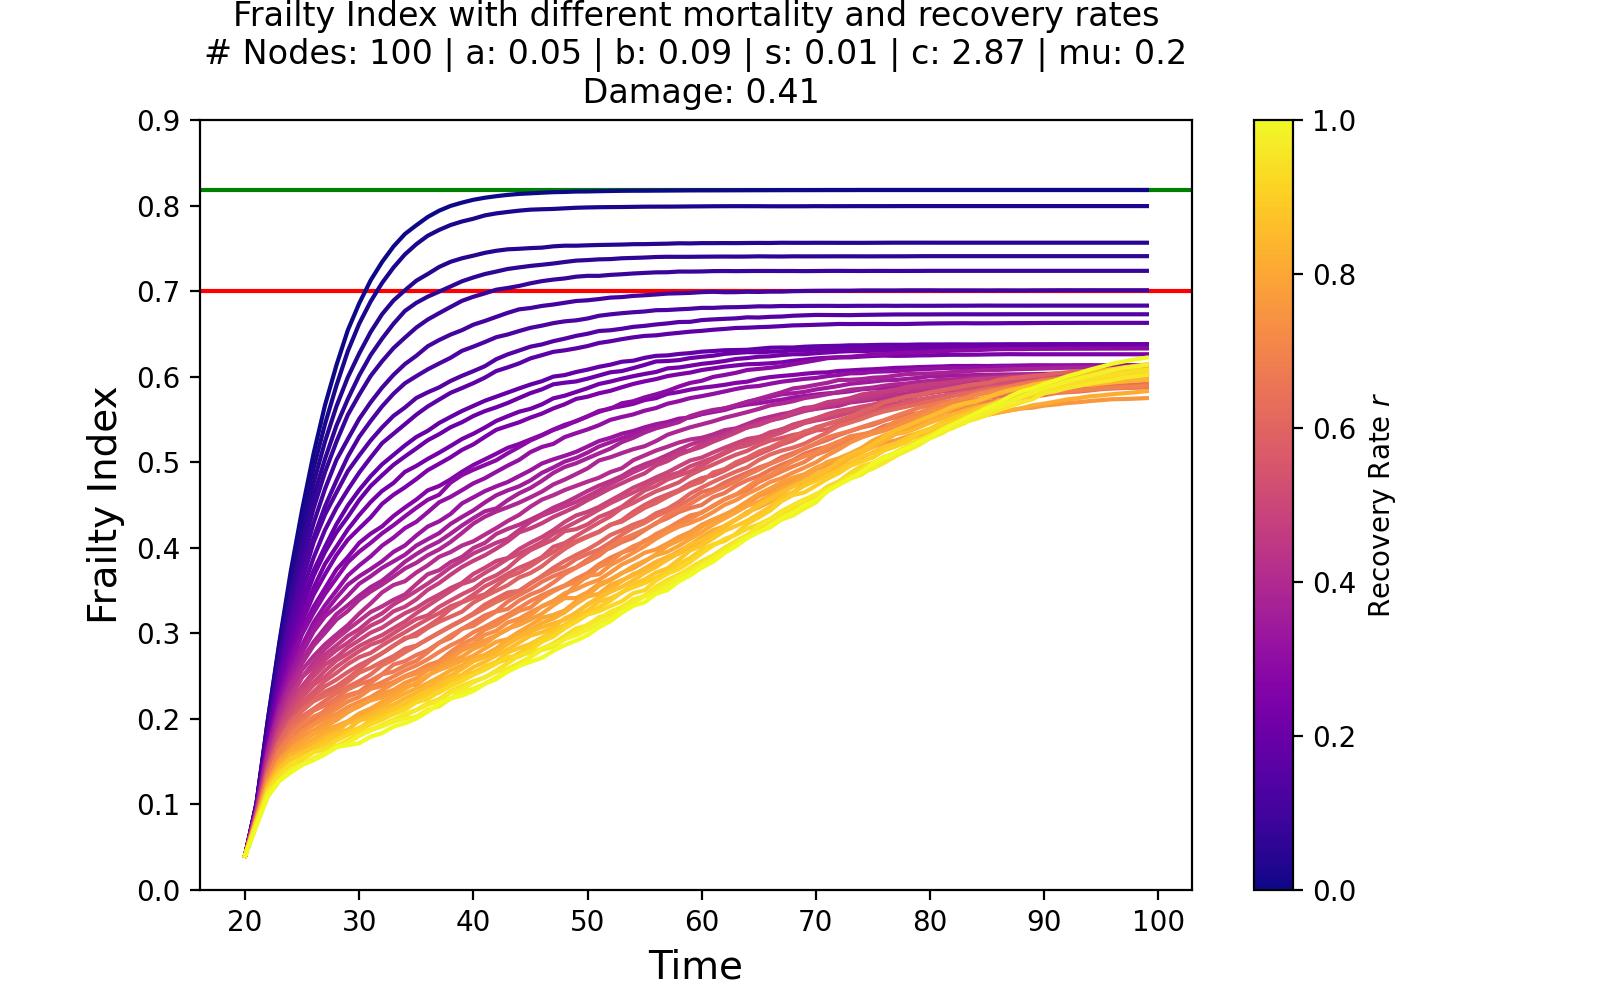 Frailty Index with different mortality and recovery rates
# Nodes: 100 | a: 0.05 | b: 0.09 | s: 0.01 | c: 2.87 | mu: 0.2
Damage: 0.41
0.9
0.8
0.7
0.6
0.5
0.4
0.3
0.2
0.1
0.0
Frailty Index
20 30 40 50 60 70 80 90 100
Time
1.0
0.8
0.6
0.4
0.2
0.0
Recovery Rate r